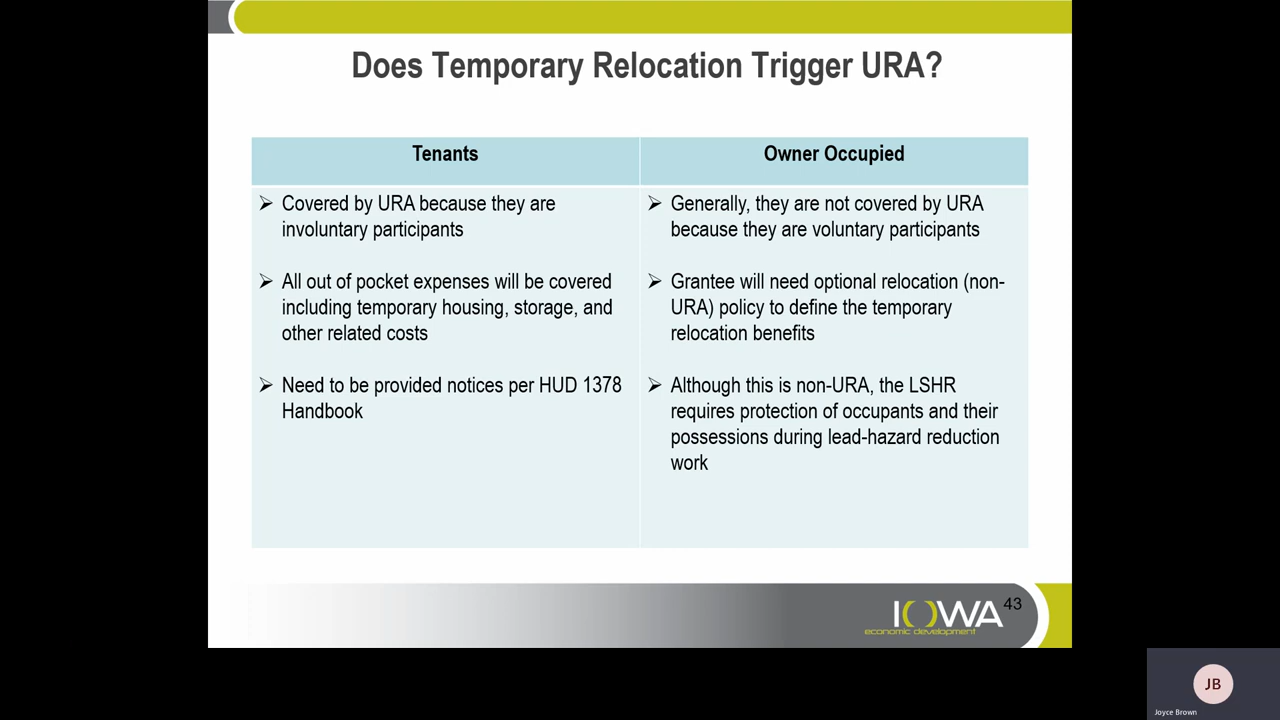 Does Temporary Relocation Trigger URA?
Tenants
Covered by URA because they are
involuntary participants
All out of pocket expenses will be covered
including temporary housing, storage, and
other related costs
Need to be provided notices per HUD 1378
Handbook
Owner Occupied
Generally, they are not covered by URA
because they are voluntary participants
Grantee will need optional relocation (non-
URA) policy to define the temporary
relocation benefits
Although this is non-URA, the LSHR
requires protection of occupants and their
possessions during lead-hazard reduction
work
IOWA
economic development
43
JB
Joyce Brown